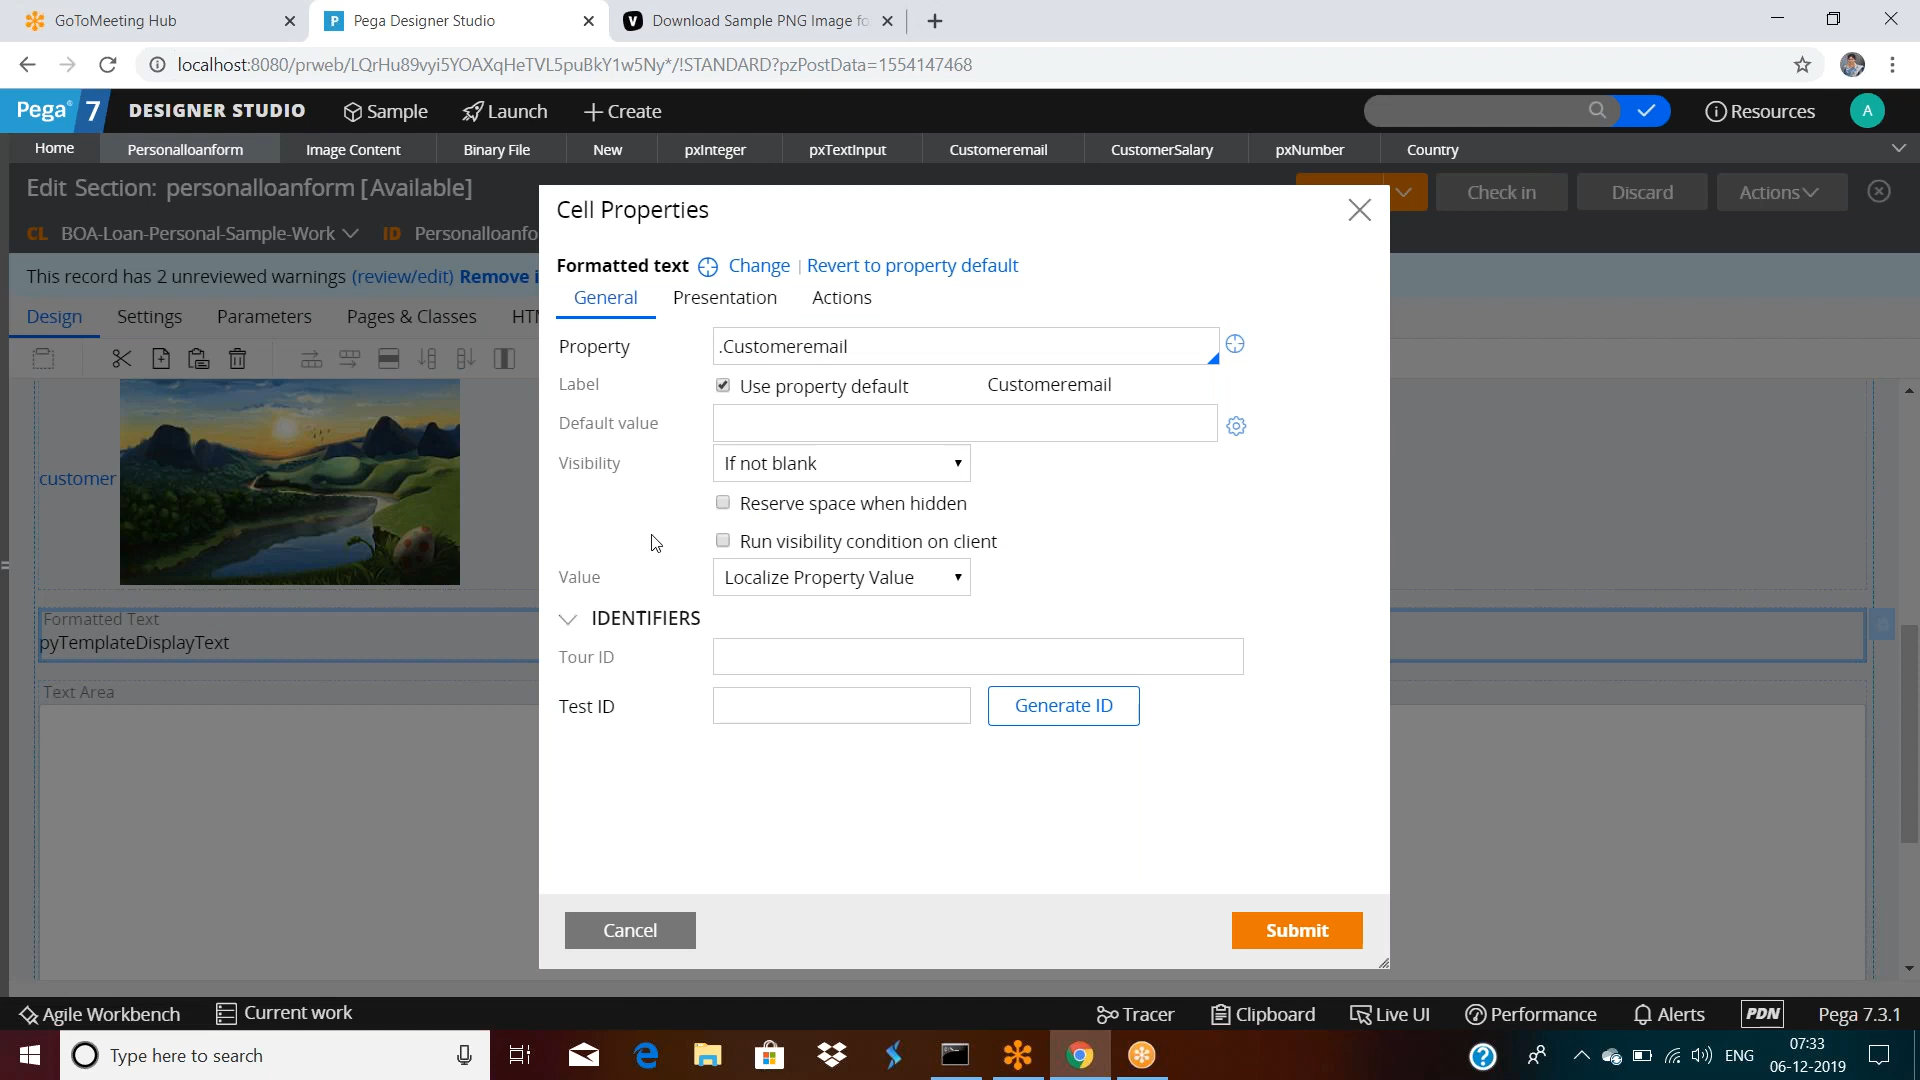 GoToMeeting Hub
Pega Designer Studio
Download Sample PNG Image fo
localhost:8080/prweb/LQrHu89vyi5YOAXqHeTVL5puBkY1w5Ny*/!STANDARD?pzPostData=1554147468
Pega 7 DESIGNER STUDIO Sample Launch Create Resources A
Home Personalloanform Image Content Binary File New pxInteger pxTextInput Customeremail CustomerSalary pxNumber Country
Edit Section: personalloanform [Available]
Check in Discard Actions
CL BOA-Loan-Personal-Sample-Work ID Personalloanfo
This record has 2 unreviewed warnings (review/edit) Remove i
Design Settings Parameters Pages & Classes HT
customer
Formatted Text
pyTemplateDisplayText
Text Area
Cell Properties
Formatted text Change | Revert to property default
General Presentation Actions
Property .Customeremail
Label Use property default Customeremail
Default value
Visibility If not blank
Reserve space when hidden
Run visibility condition on client
Value Localize Property Value
IDENTIFIERS
Tour ID
Test ID Generate ID
Cancel Submit
Agile Workbench Current work Tracer Clipboard Live UI Performance Alerts PDN Pega 7.3.1
Type here to search
ENG
07:33
06-12-2019